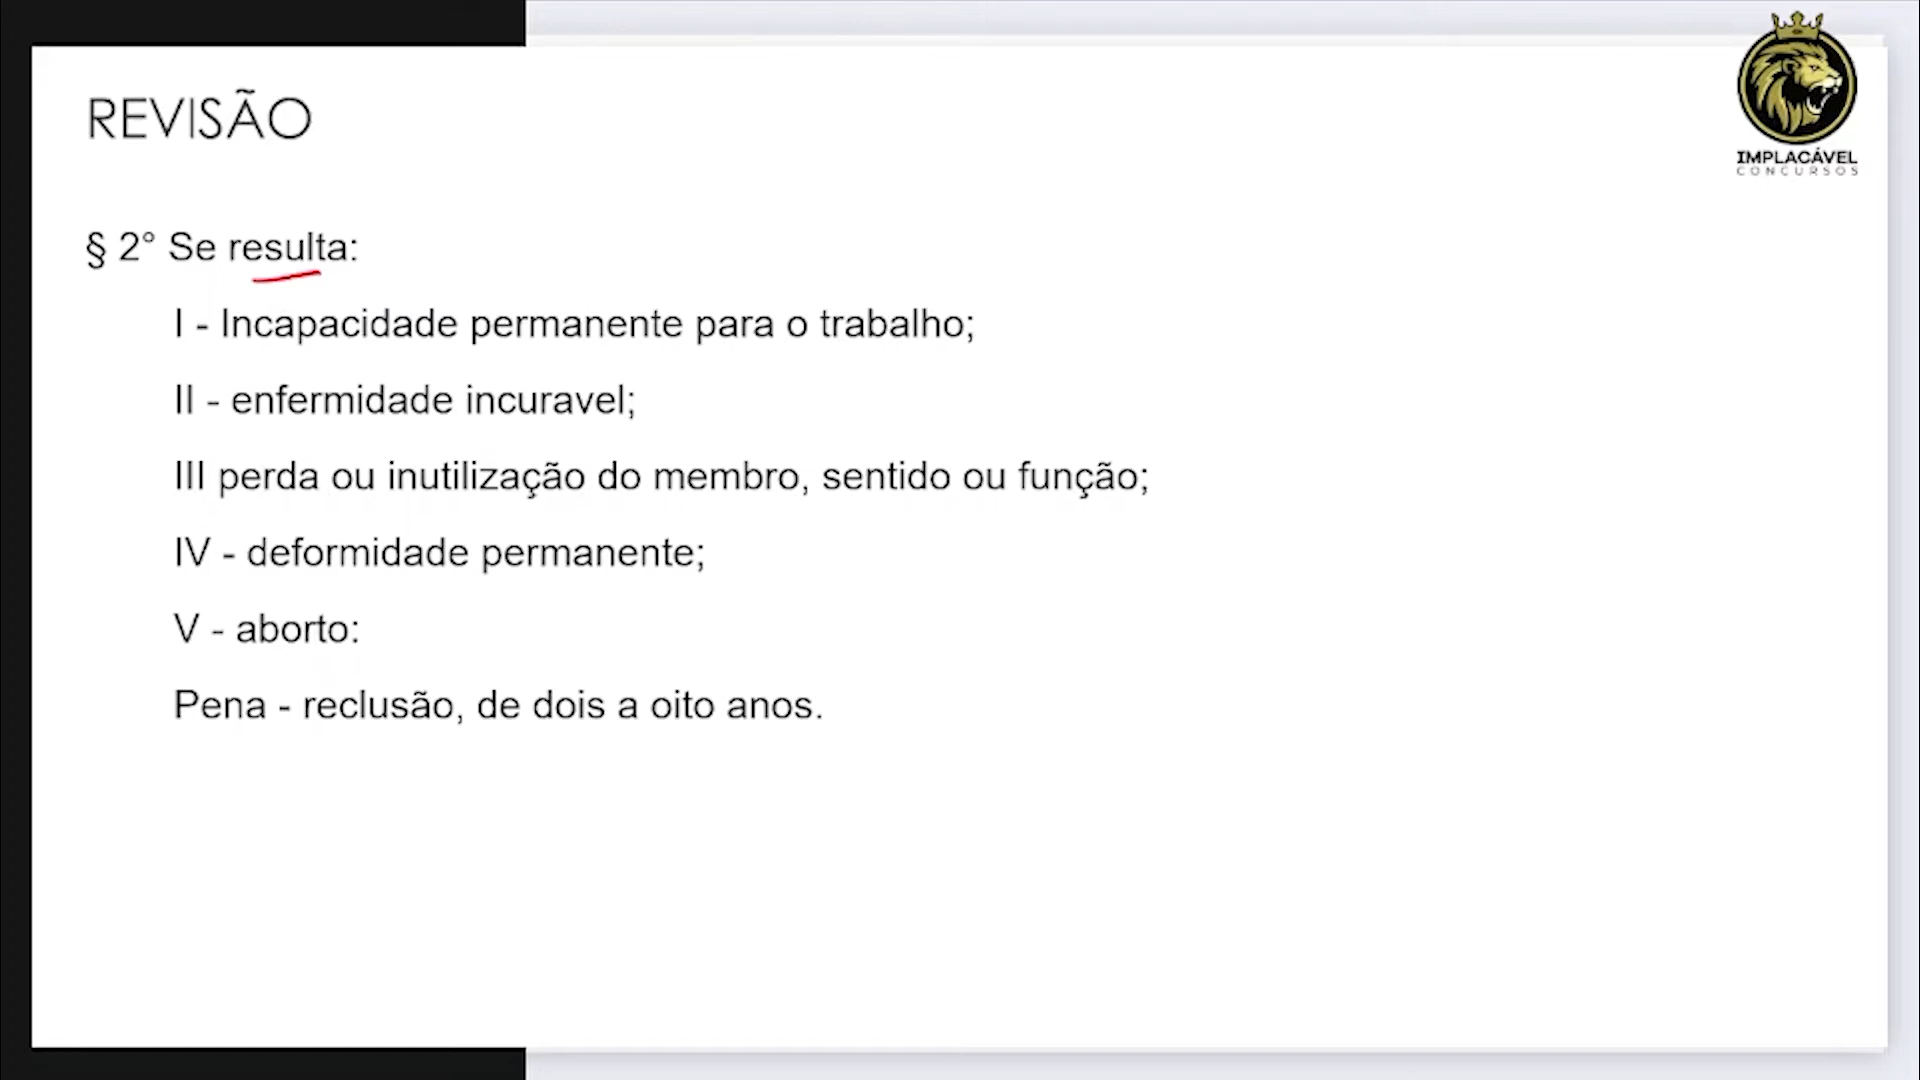 IMPLACÁVEL
CONCURSOS
REVISÃO
§ 2° Se resulta:
I - Incapacidade permanente para o trabalho;
II - enfermidade incuravel;
III perda ou inutilização do membro, sentido ou função;
IV - deformidade permanente;
V - aborto:
Pena - reclusão, de dois a oito anos.